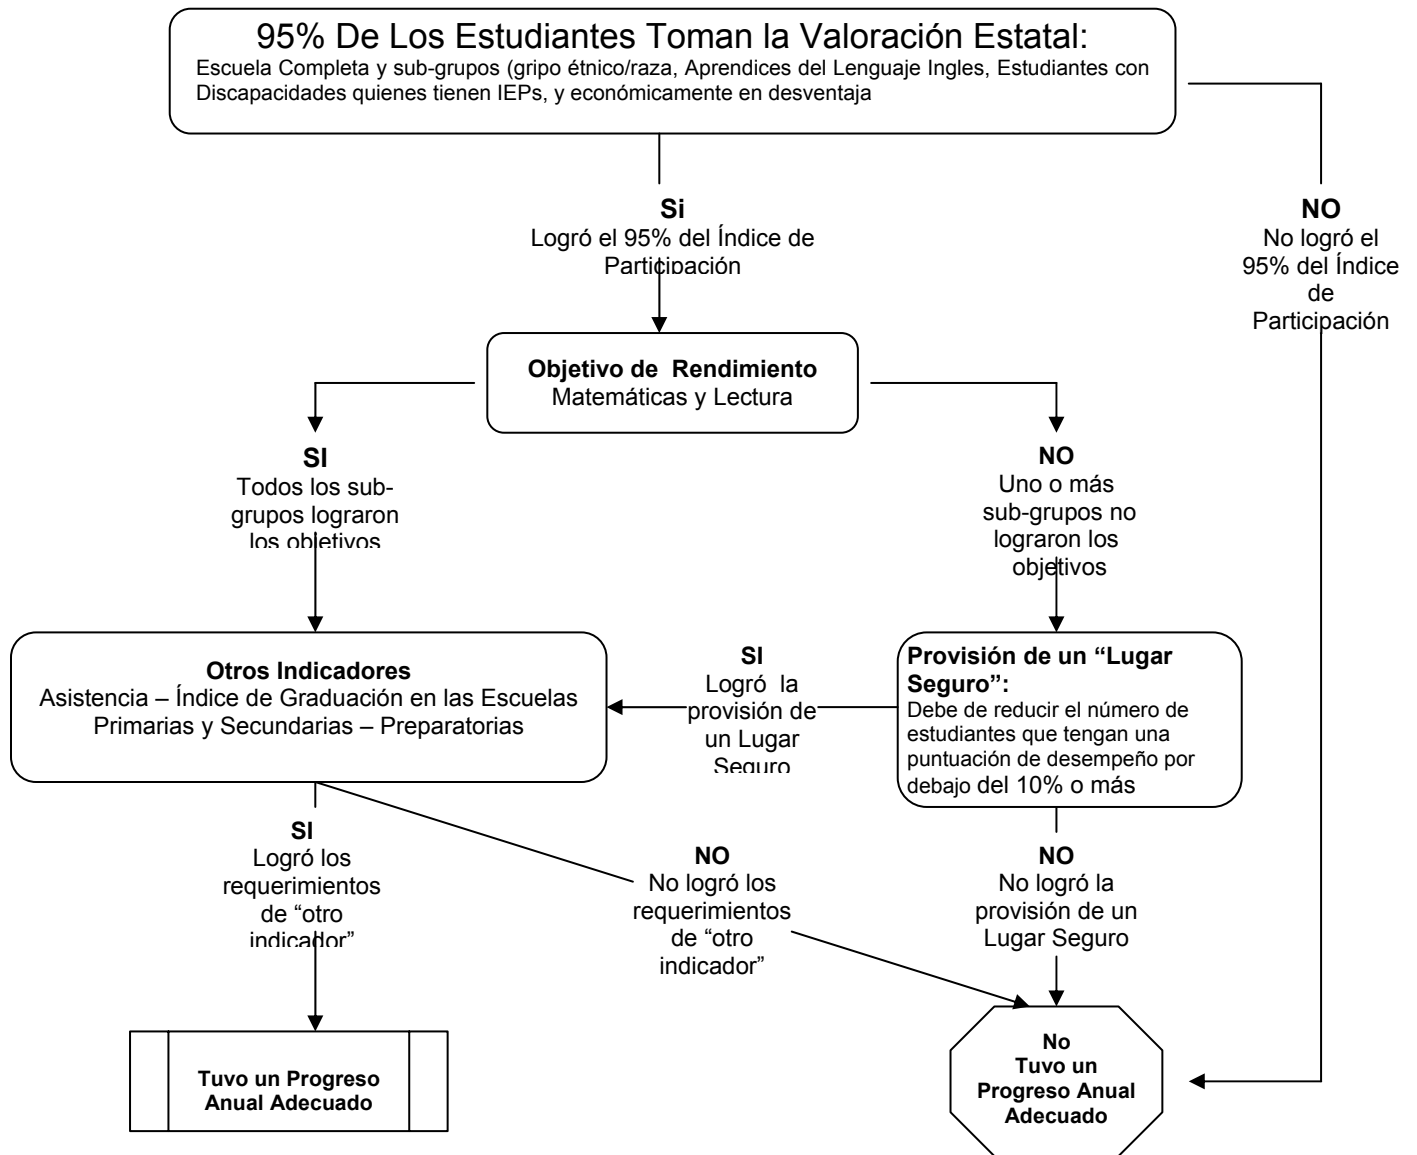 95% De Los Estudiantes Toman la Valoración Estatal:
Escuela Completa y sub-grupos (gripo étnico/raza, Aprendices del Lenguaje Ingles, Estudiantes con
Discapacidades quienes tienen IEPs, y económicamente en desventaja
Si
Logró el 95% del Índice de
Participación
NO
No logró el
95% del Índice
de
Participación
Objetivo de Rendimiento
Matemáticas y Lectura
SI
Todos los sub-
grupos lograron
los objetivos
NO
Uno o más
sub-grupos no
lograron los
objetivos
Otros Indicadores
Asistencia – Índice de Graduación en las Escuelas
Primarias y Secundarias – Preparatorias
SI
Logró la
provisión de
un Lugar
Seguro
Provisión de un “Lugar
Seguro”:
Debe de reducir el número de
estudiantes que tengan una
puntuación de desempeño por
debajo del 10% o más
SI
Logró los
requerimientos
de “otro
indicador”
NO
No logró los
requerimientos
de “otro
indicador”
NO
No logró la
provisión de un
Lugar Seguro
Tuvo un Progreso
Anual Adecuado
No
Tuvo un
Progreso Anual
Adecuado